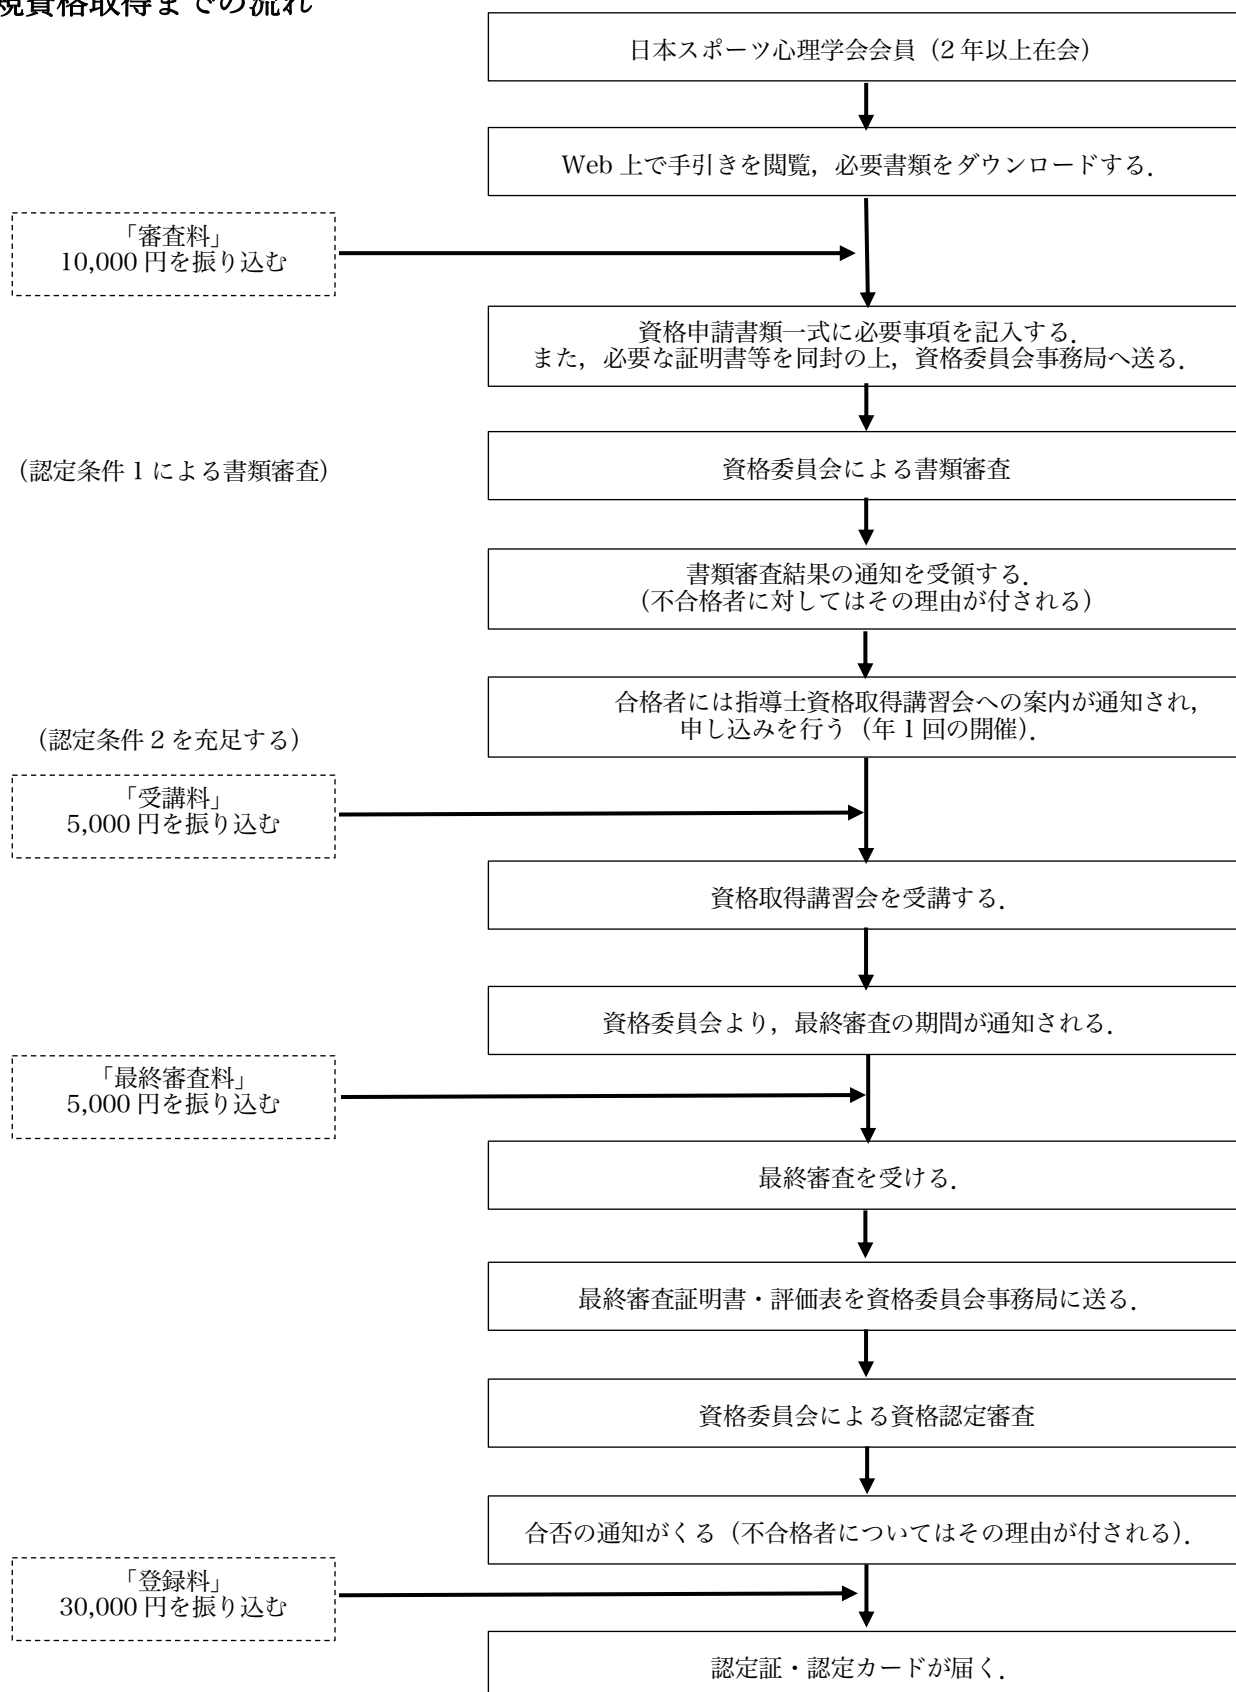 規資格取得までの流れ
日本スポーツ心理学会会員（2 年以上在会）
Web 上で手引きを閲覧，必要書類をダウンロードする．
「審査料」
10,000 円を振り込む
資格申請書類一式に必要事項を記入する．
また，必要な証明書等を同封の上，資格委員会事務局へ送る．
（認定条件 1 による書類審査）
資格委員会による書類審査
書類審査結果の通知を受領する．
（不合格者に対してはその理由が付される）
合格者には指導士資格取得講習会への案内が通知され，
申し込みを行う（年 1 回の開催）．
（認定条件 2 を充足する）
「受講料」
5,000 円を振り込む
資格取得講習会を受講する．
資格委員会より，最終審査の期間が通知される．
「最終審査料」
5,000 円を振り込む
最終審査を受ける．
最終審査証明書・評価表を資格委員会事務局に送る．
資格委員会による資格認定審査
合否の通知がくる（不合格者についてはその理由が付される）．
「登録料」
30,000 円を振り込む
認定証・認定カードが届く．